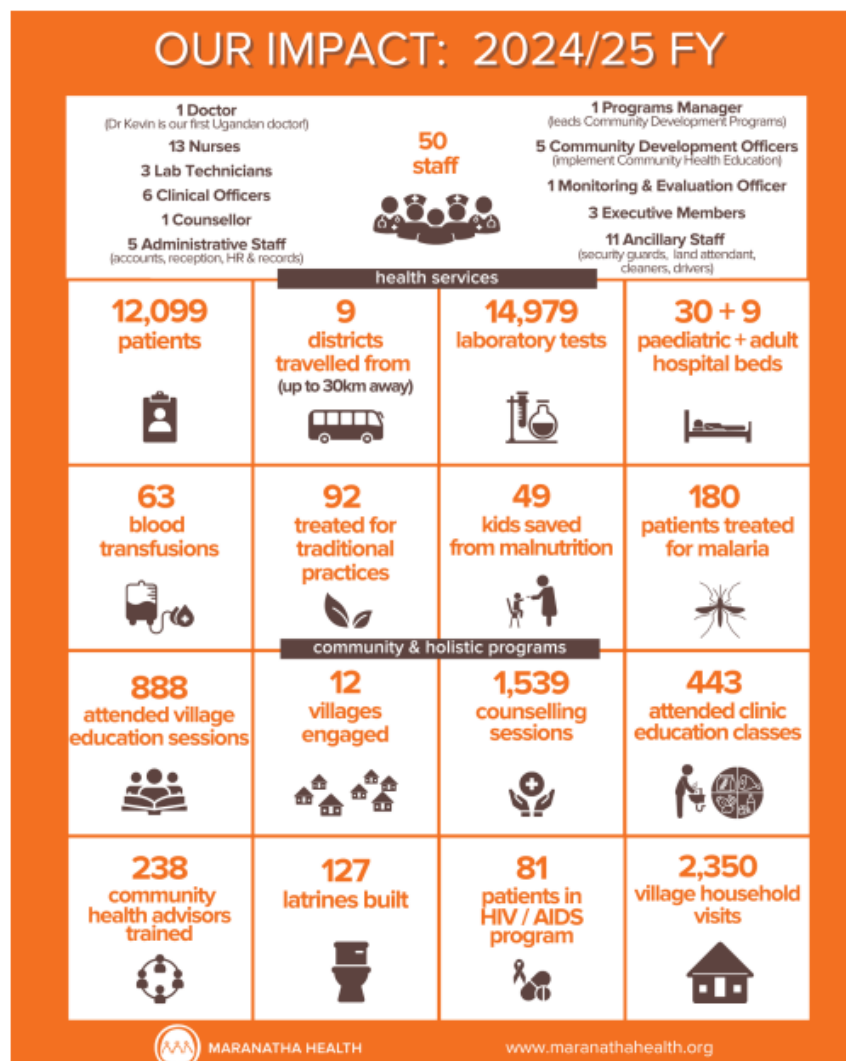 OUR IMPACT: 2024/25 FY
1 Doctor
(Dr Kevin is our first Ugandan doctor!)
13 Nurses
3 Lab Technicians
6 Clinical Officers
1 Counsellor
5 Administrative Staff
(accounts, reception, HR & records)
50
staff
1 Programs Manager
(leads Community Development Programs)
5 Community Development Officers
(implement Community Health Education)
1 Monitoring & Evaluation Officer
3 Executive Members
11 Ancillary Staff
(security guards, land attendant,
cleaners, drivers)
health services
12,099
patients
9
districts
travelled from
(up to 30km away)
14,979
laboratory tests
30 + 9
paediatric + adult
hospital beds
63
blood
transfusions
92
treated for
traditional
practices
49
kids saved
from malnutrition
180
patients treated
for malaria
community & holistic programs
888
attended village
education sessions
12
villages
engaged
1,539
counselling
sessions
443
attended clinic
education classes
238
community
health advisors
trained
127
latrines built
81
patients in
HIV / AIDS
program
2,350
village household
visits
MARANATHA HEALTH
www.maranathahealth.org